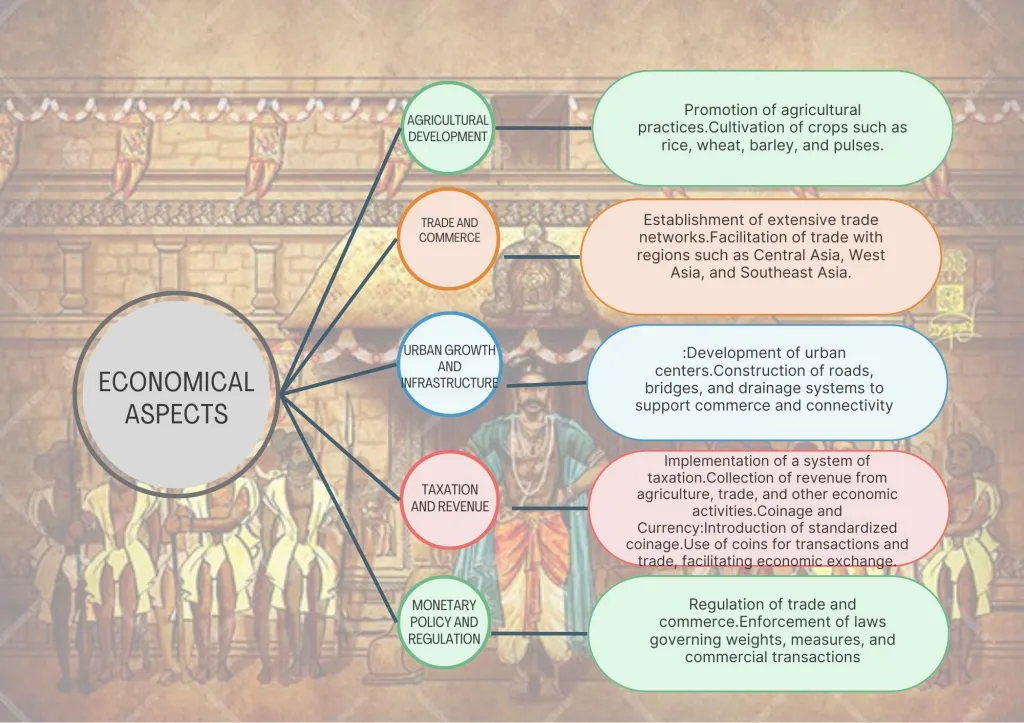 ECONOMICAL
ASPECTS
AGRICULTURAL
DEVELOPMENT
Promotion of agricultural
practices.Cultivation of crops such as
rice, wheat, barley, and pulses.
TRADE AND
COMMERCE
Establishment of extensive trade
networks.Facilitation of trade with
regions such as Central Asia, West
Asia, and Southeast Asia.
URBAN GROWTH
AND
INFRASTRUCTURE
:Development of urban
centers.Construction of roads,
bridges, and drainage systems to
support commerce and connectivity
TAXATION
AND REVENUE
Implementation of a system of
taxation.Collection of revenue from
agriculture, trade, and other economic
activities.Coinage and
Currency:Introduction of standardized
coinage.Use of coins for transactions and
trade, facilitating economic exchange.
MONETARY
POLICY AND
REGULATION
Regulation of trade and
commerce.Enforcement of laws
governing weights, measures, and
commercial transactions